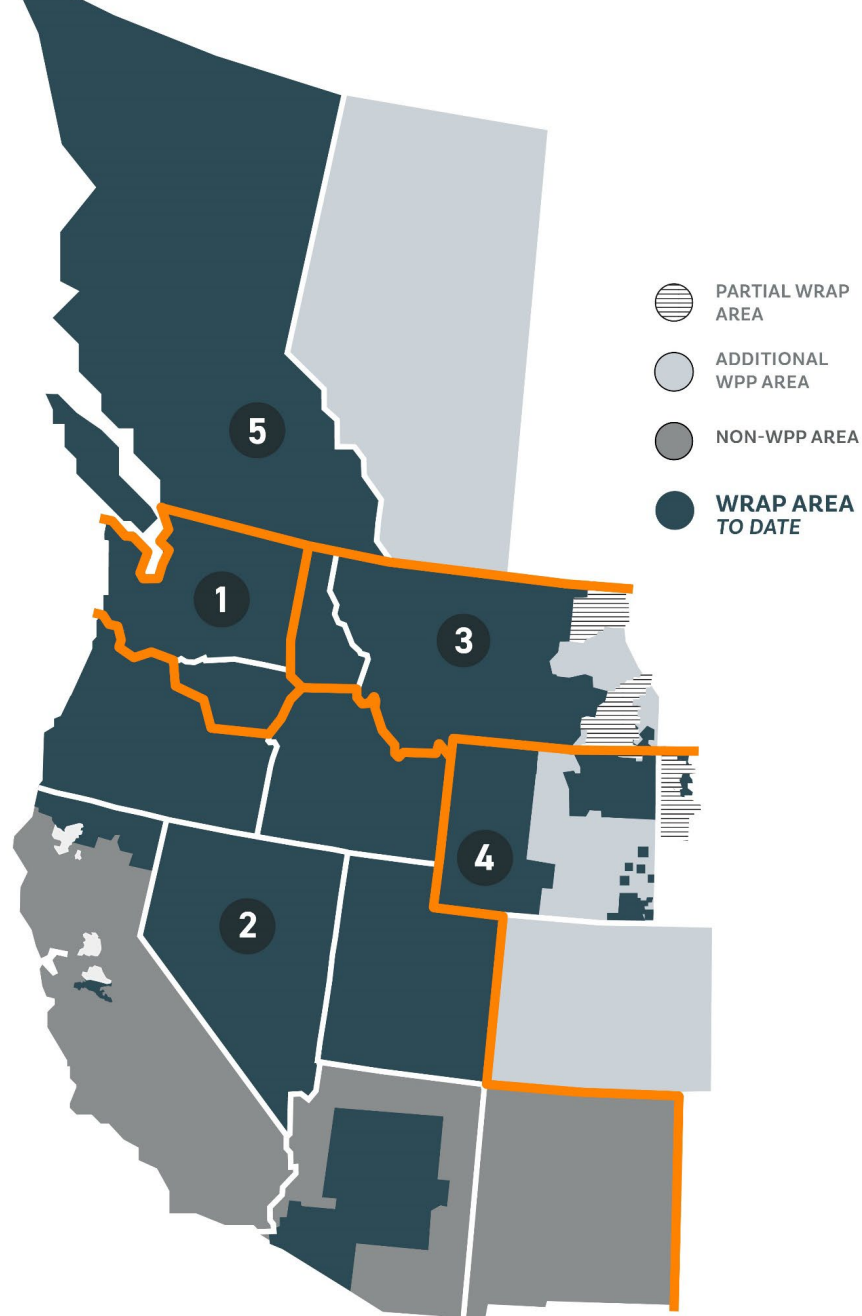 5
PARTIAL WRAP
AREA
ADDITIONAL
WPP AREA
NON-WPP AREA
WRAP AREA
TO DATE
1
3
4
2